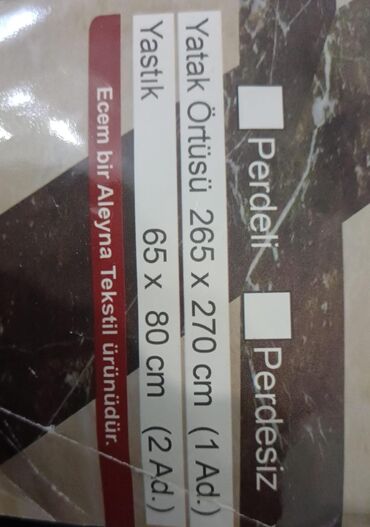 Perdeli Perdesiz
Yatak Örtüsü 265 x 270 cm (1 Ad.)
Yastık 65 x 80 cm (2 Ad.)
Ecem bir Aleyna Tekstil ürünüdür.